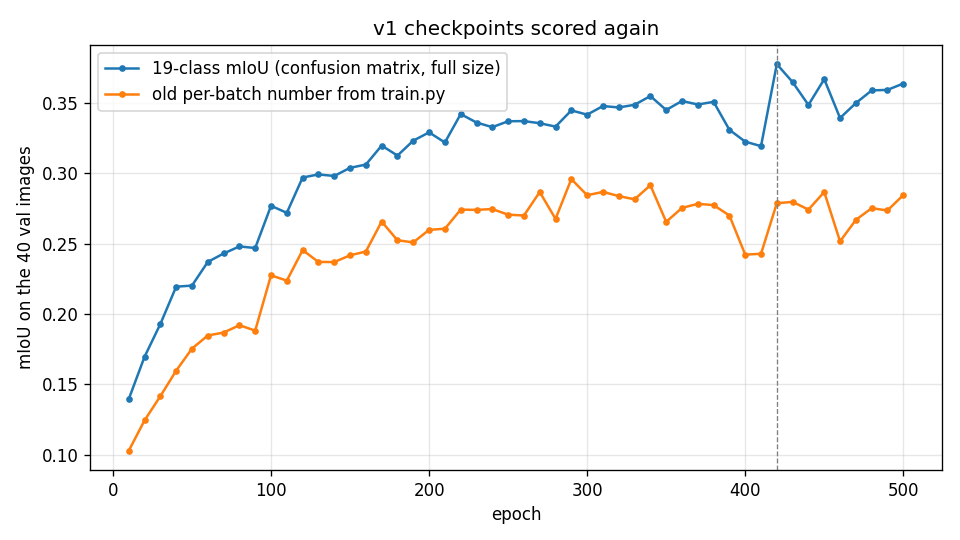 v1 checkpoints scored again
19-class mIoU (confusion matrix, full size)
old per-batch number from train.py
mIoU on the 40 val images
0.35
0.30
0.25
0.20
0.15
0.10
0 100 200 300 400 500
epoch